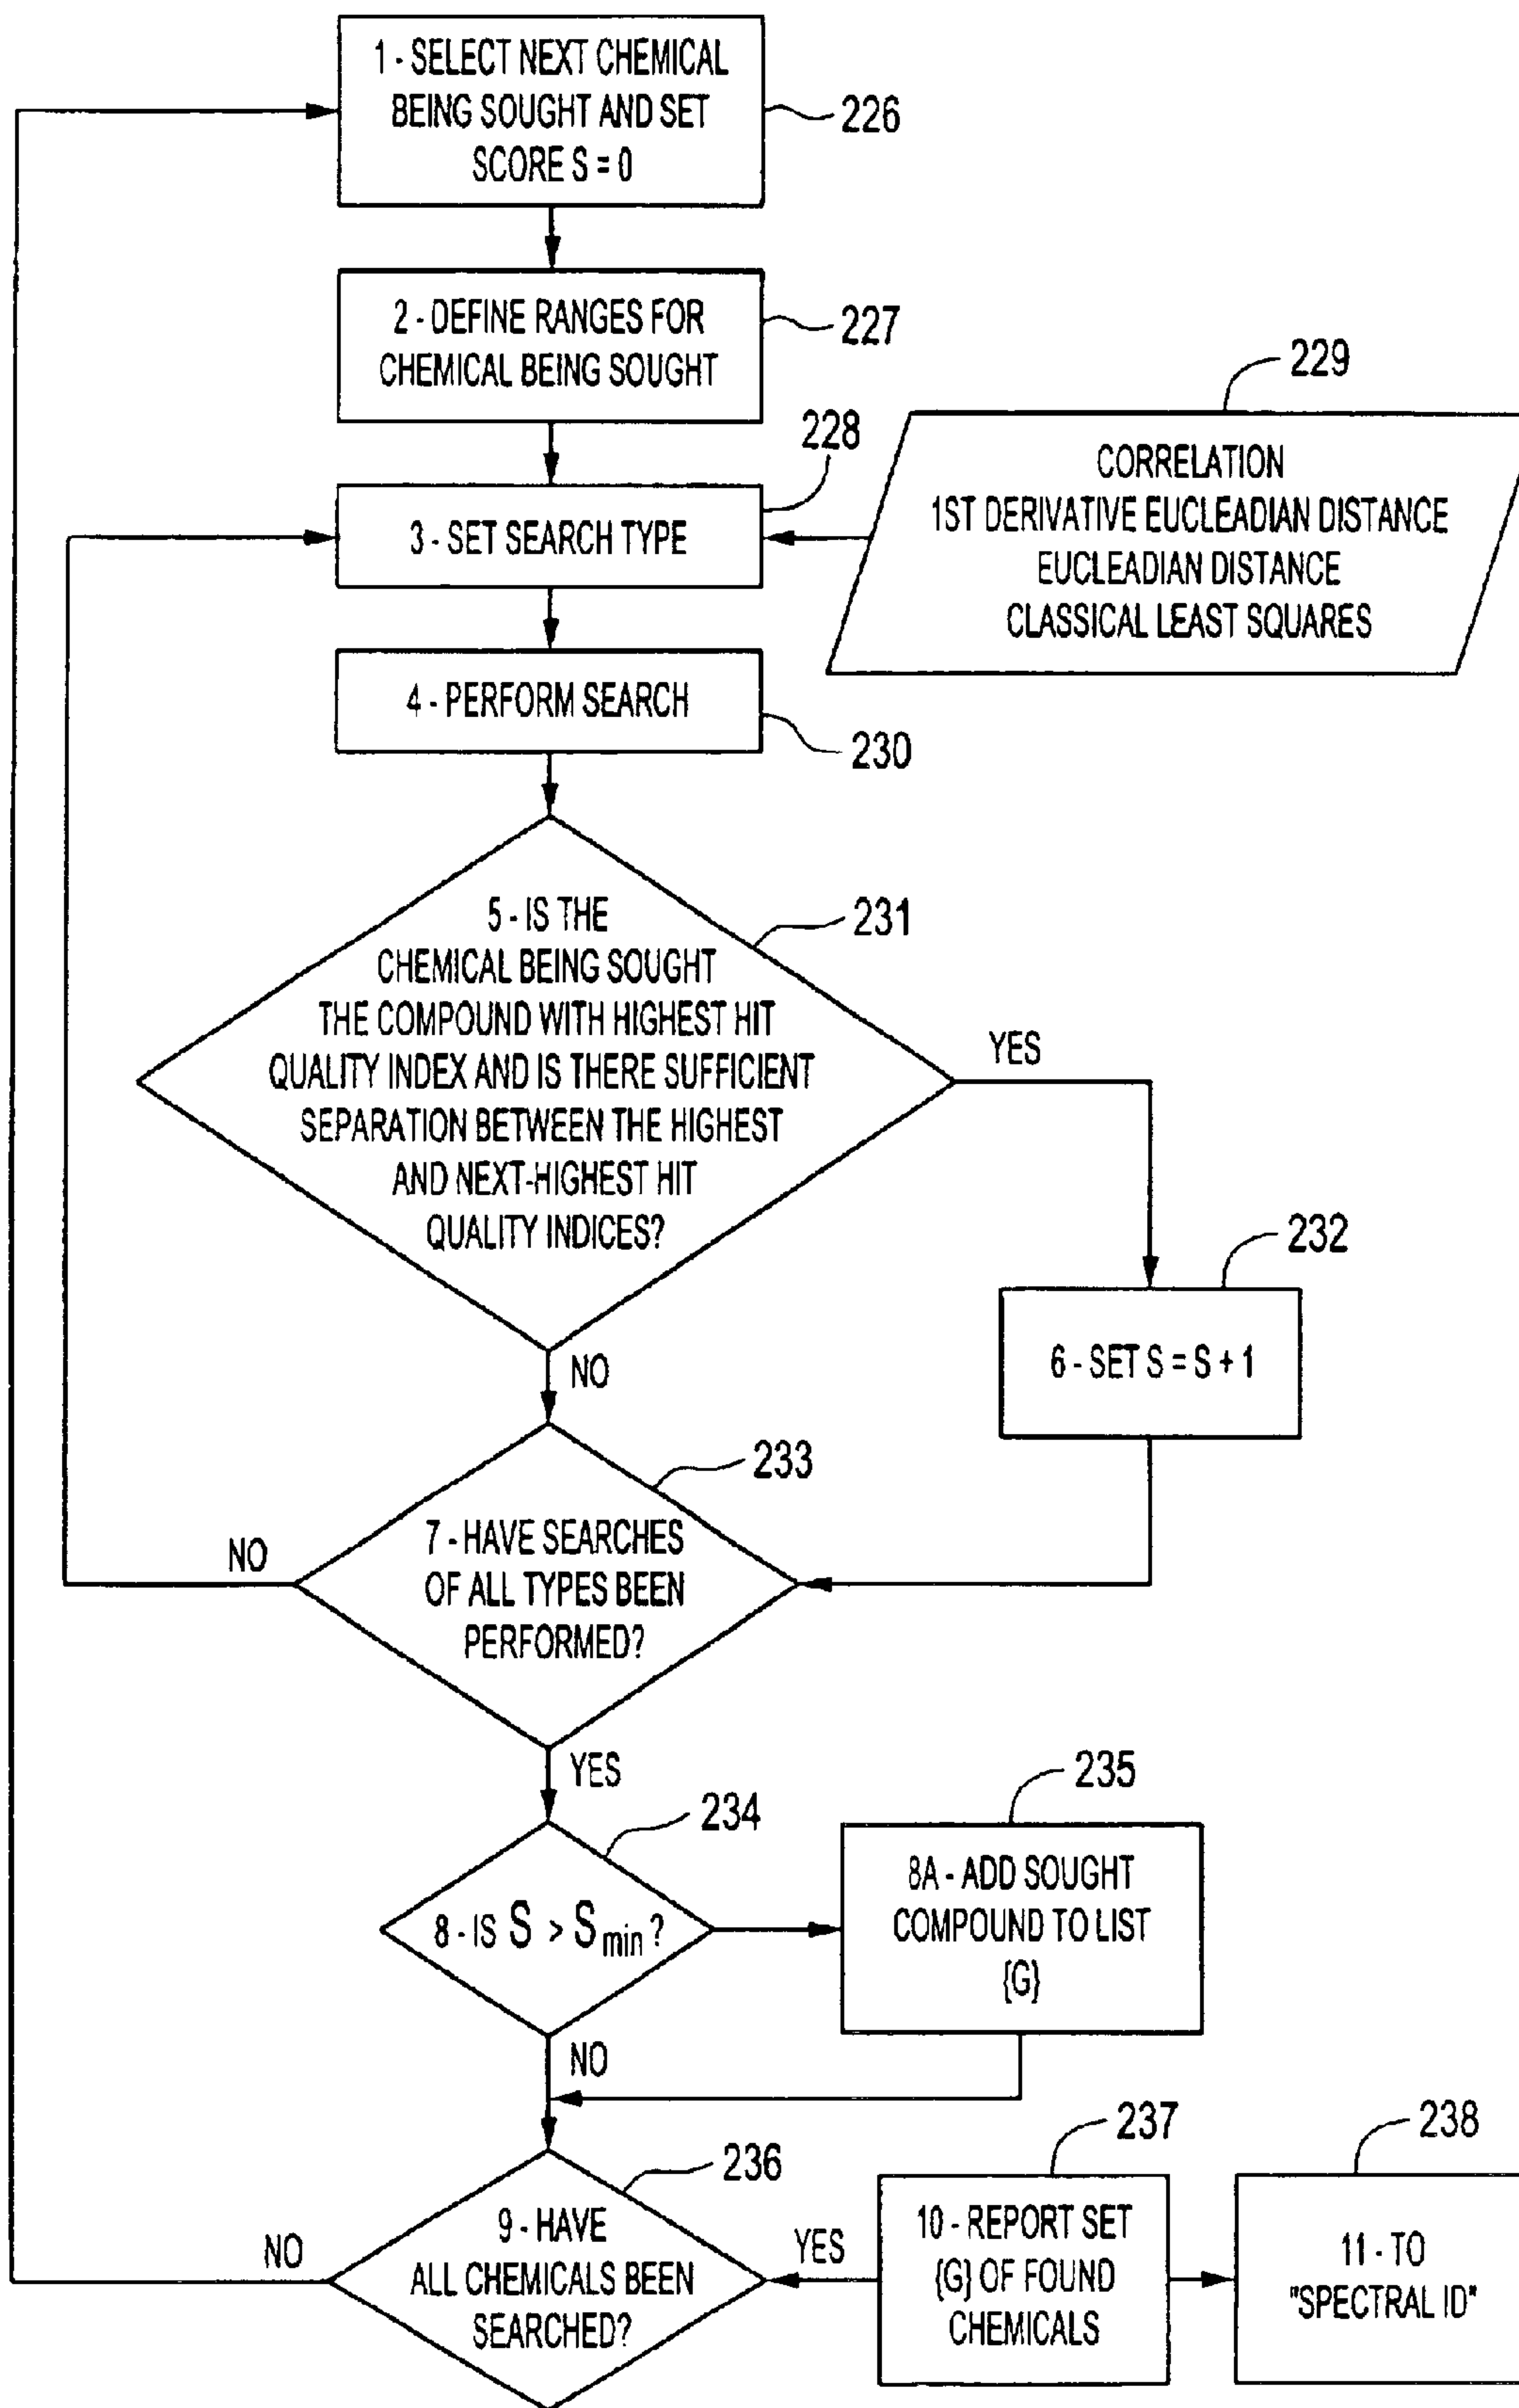 1 - SELECT NEXT CHEMICAL
BEING SOUGHT AND SET
SCORE S = 0
226
2 - DEFINE RANGES FOR
CHEMICAL BEING SOUGHT
227
228
3 - SET SEARCH TYPE
229
CORRELATION
1ST DERIVATIVE EUCLEADIAN DISTANCE
EUCLEADIAN DISTANCE
CLASSICAL LEAST SQUARES
4 - PERFORM SEARCH
230
5 - IS THE
CHEMICAL BEING SOUGHT
THE COMPOUND WITH HIGHEST HIT
QUALITY INDEX AND IS THERE SUFFICIENT
SEPARATION BETWEEN THE HIGHEST
AND NEXT-HIGHEST HIT
QUALITY INDICES?
231
YES
NO
232
6 - SET S = S + 1
233
7 - HAVE SEARCHES
OF ALL TYPES BEEN
PERFORMED?
NO
YES
234
8 - IS S > Smin ?
235
8A - ADD SOUGHT
COMPOUND TO LIST
{G}
NO
236
9 - HAVE
ALL CHEMICALS BEEN
SEARCHED?
NO
YES
237
10 - REPORT SET
{G} OF FOUND
CHEMICALS
238
11 - TO
"SPECTRAL ID"